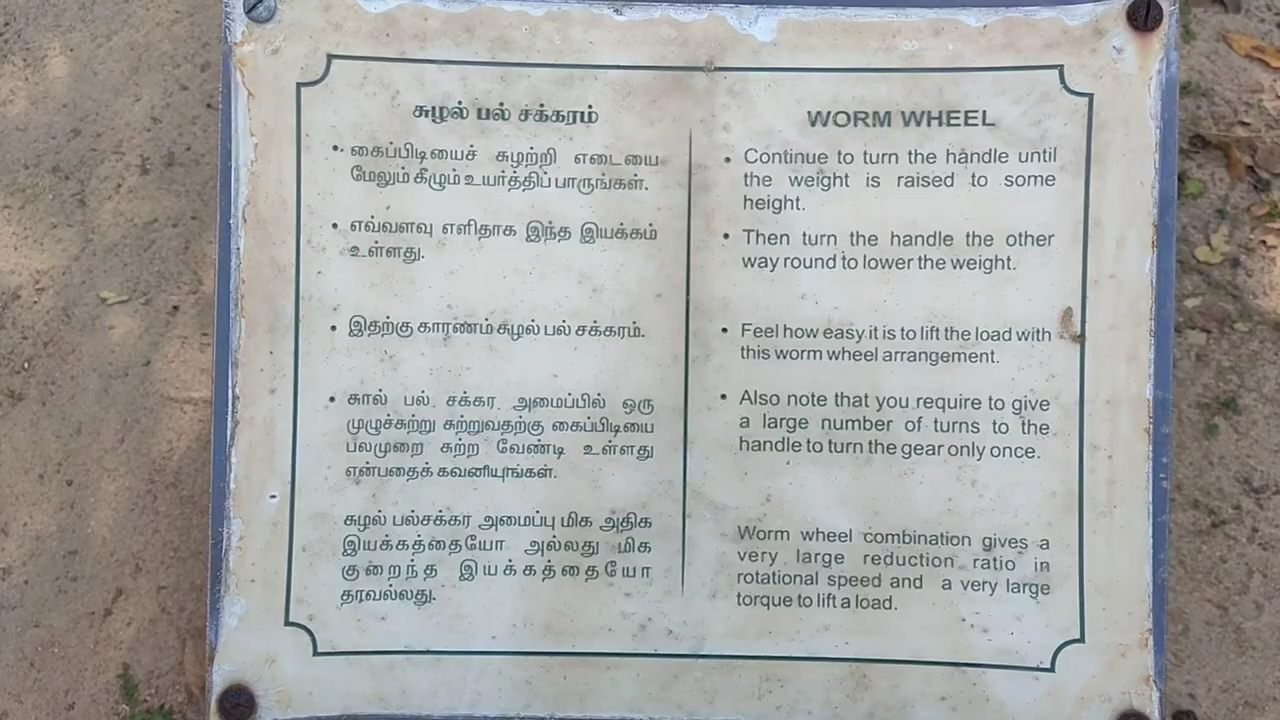 சுழல் பல் சக்கரம்
• கைப்பிடியைச் சுழற்றி எடையை
மேலும் கீழும் உயர்த்திப் பாருங்கள்.
• எவ்வளவு எளிதாக இந்த இயக்கம்
உள்ளது.
• இதற்கு காரணம் சுழல் பல் சக்கரம்.
• சுால் பல் சக்கர அமைப்பில் ஒரு
முழுச்சுற்று சுற்றுவதற்கு கைப்பிடியை
பலமுறை சுற்ற வேண்டி உள்ளது
என்பதைக் கவனியுங்கள்.
சுழல் பல்சக்கர அமைப்பு மிக அதிக
இயக்கத்தையோ அல்லது மிக
குறைந்த இயக்கத்தையோ
தரவல்லது.
WORM WHEEL
• Continue to turn the handle until
the weight is raised to some
height.
• Then turn the handle the other
way round to lower the weight.
• Feel how easy it is to lift the load with
this worm wheel arrangement.
• Also note that you require to give
a large number of turns to the
handle to turn the gear only once.
Worm wheel combination gives a
very large reduction ratio in
rotational speed and a very large
torque to lift a load.